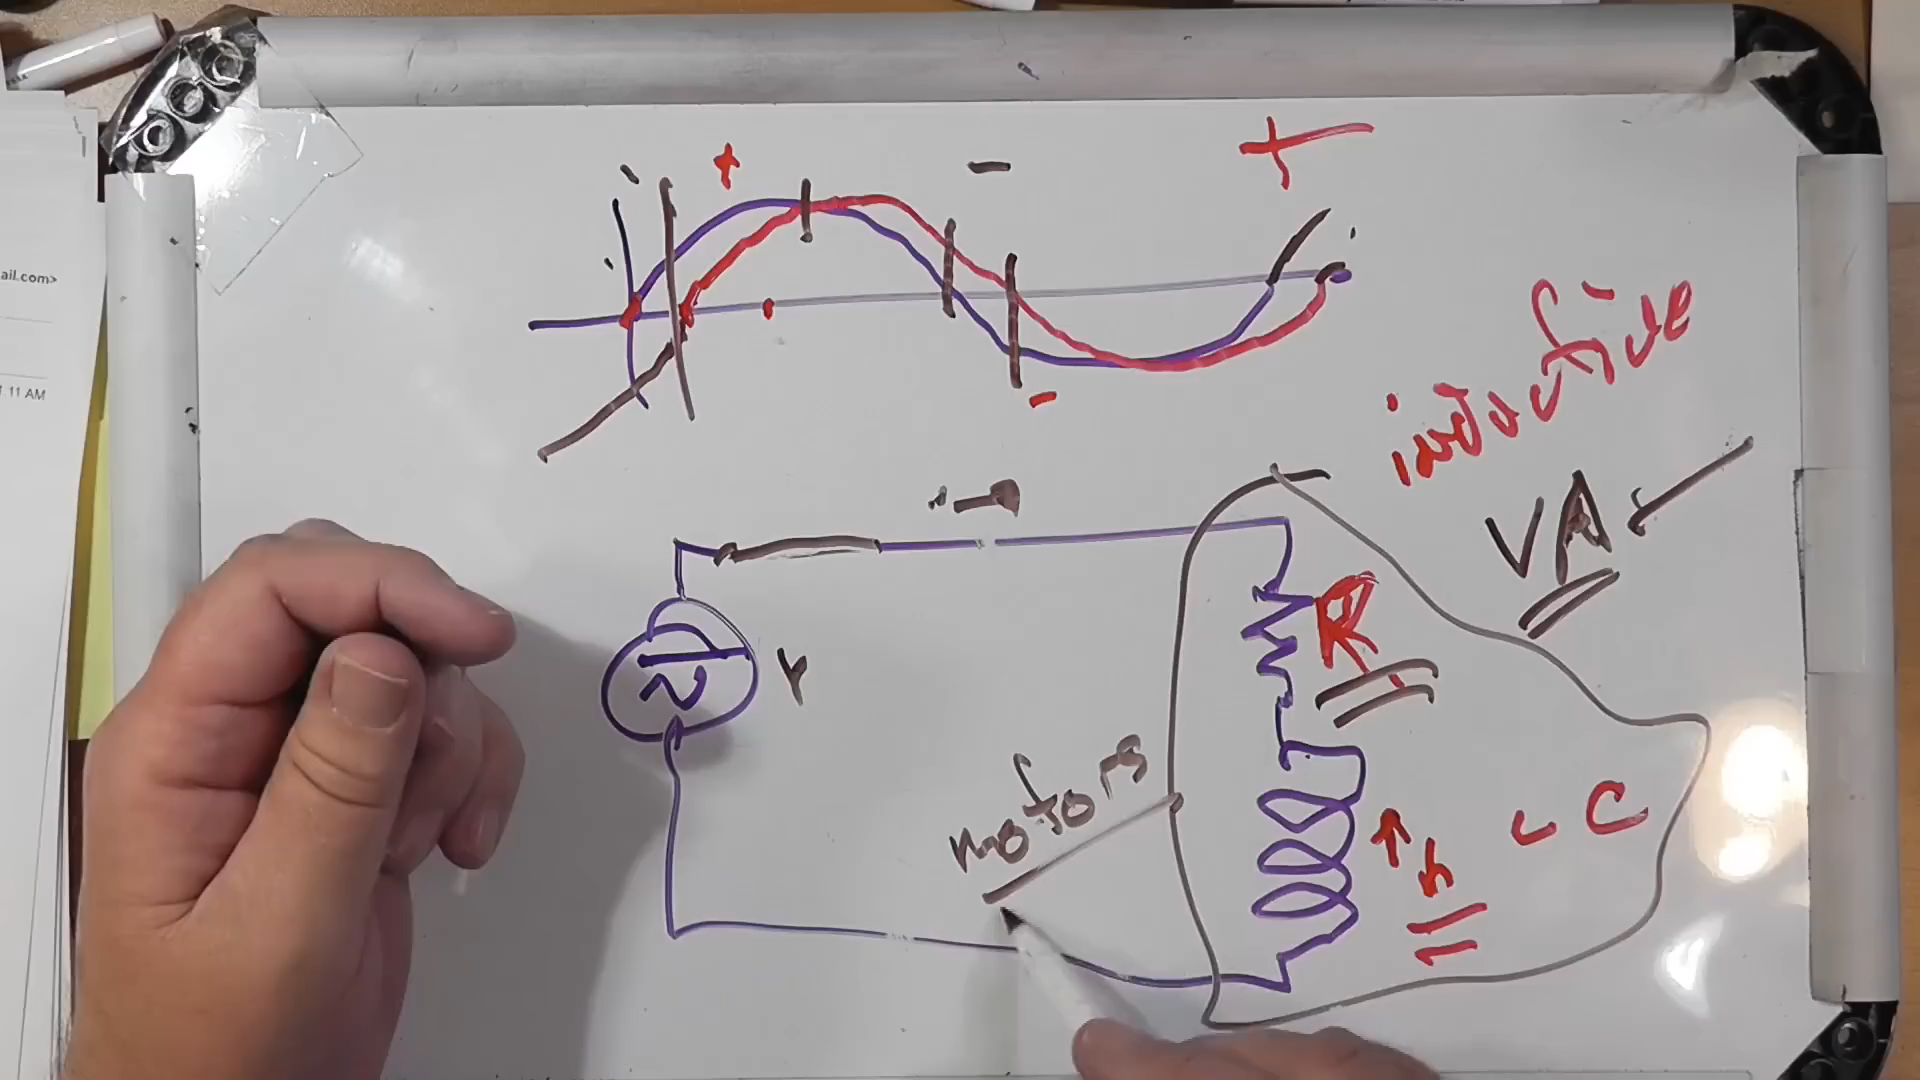 ail.com>
11 AM
+
-
+
-
inductive
VA
R
motors
C